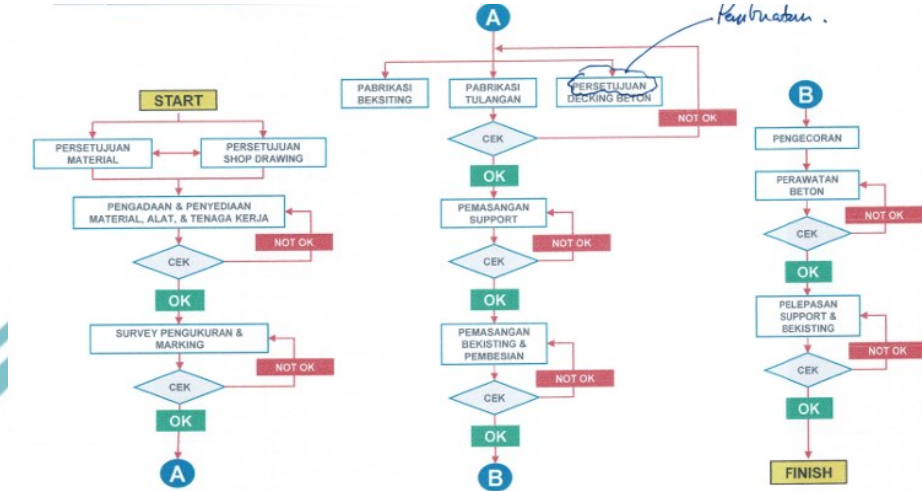 START
PERSETUJUAN
MATERIAL
PERSETUJUAN
SHOP DRAWING
PENGADAAN & PENYEDIAAN
MATERIAL, ALAT, & TENAGA KERJA
NOT OK
CEK
OK
SURVEY PENGUKURAN &
MARKING
NOT OK
CEK
OK
A
A
Pembuatan.
PABRIKASI
BEKSITING
PABRIKASI
TULANGAN
PERSETUJUAN
DECKING BETON
NOT OK
CEK
OK
PEMASANGAN
SUPPORT
NOT OK
CEK
OK
PEMASANGAN
BEKISTING &
PEMBESIAN
NOT OK
CEK
OK
B
B
PENGECORAN
PERAWATAN
BETON
NOT OK
CEK
OK
PELEPASAN
SUPPORT &
BEKISTING
NOT OK
CEK
OK
FINISH